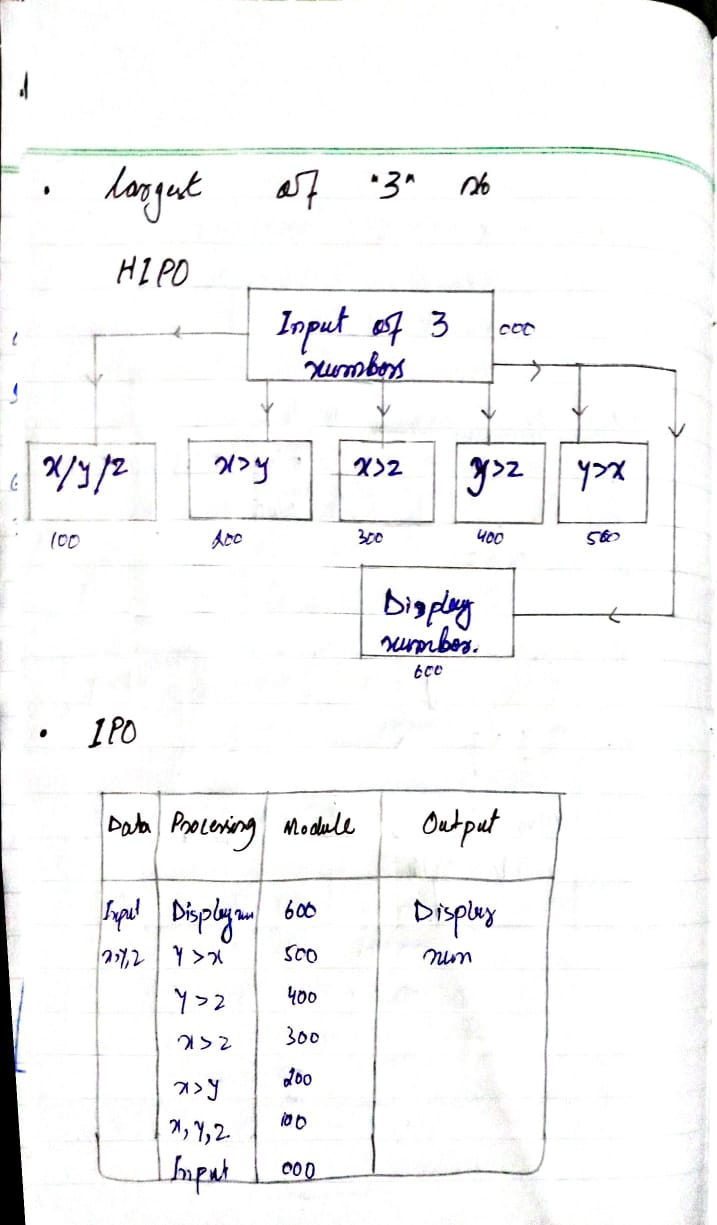 • largest of "3" no
HIPO
Input of 3
numbers
000
x/y/z
x>y
x>z
y>z
y>x
100
200
300
400
500
Display
number.
600
• IPO
Data Processing Module Output
Input Display num 600 Display
x,y,z y>x 500 num
y>z 400
x>z 300
x>y 200
x,y,z 100
Input 000